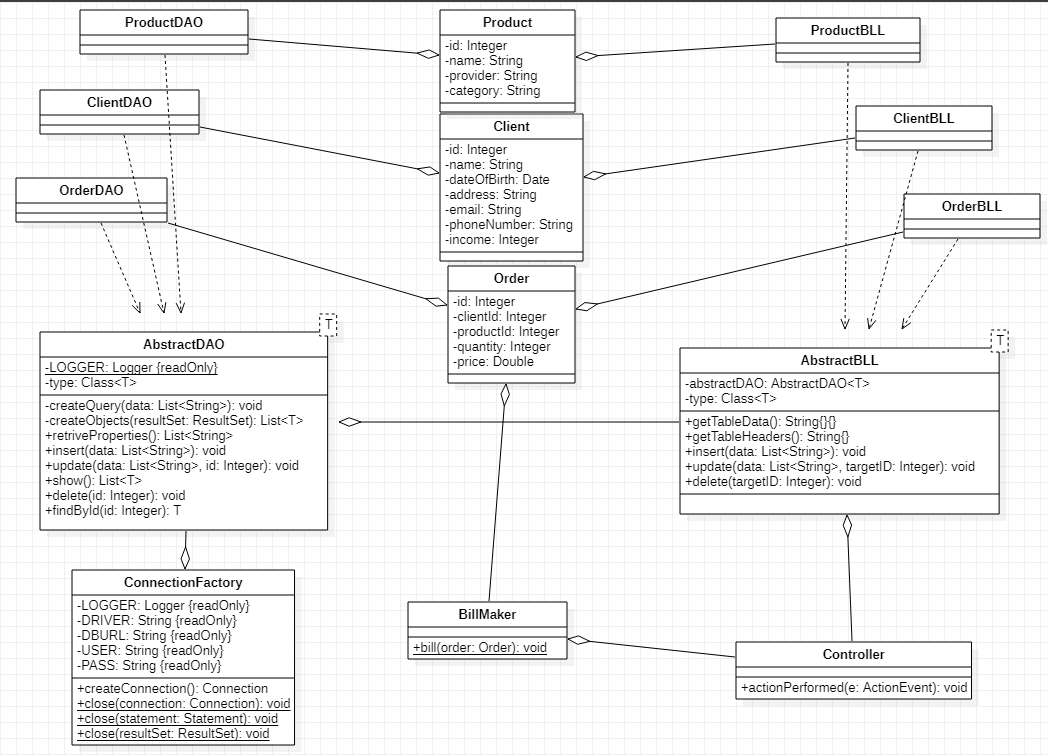 ProductDAO
Product
-id: Integer
-name: String
-provider: String
-category: String
ProductBLL
ClientDAO
Client
-id: Integer
-name: String
-dateOfBirth: Date
-address: String
-email: String
-phoneNumber: String
-income: Integer
ClientBLL
OrderDAO
OrderBLL
Order
-id: Integer
-clientId: Integer
-productId: Integer
-quantity: Integer
-price: Double
T
AbstractDAO
-LOGGER: Logger {readOnly}
-type: Class<T>
-createQuery(data: List<String>): void
-createObjects(resultSet: ResultSet): List<T>
+retriveProperties(): List<String>
+insert(data: List<String>): void
+update(data: List<String>, id: Integer): void
+show(): List<T>
+delete(id: Integer): void
+findById(id: Integer): T
T
AbstractBLL
-abstractDAO: AbstractDAO<T>
-type: Class<T>
+getTableData(): String{}{}
+getTableHeaders(): String{}
+insert(data: List<String>): void
+update(data: List<String>, targetID: Integer): void
+delete(targetID: Integer): void
ConnectionFactory
-LOGGER: Logger {readOnly}
-DRIVER: String {readOnly}
-DBURL: String {readOnly}
-USER: String {readOnly}
-PASS: String {readOnly}
+createConnection(): Connection
+close(connection: Connection): void
+close(statement: Statement): void
+close(resultSet: ResultSet): void
BillMaker
+bill(order: Order): void
Controller
+actionPerformed(e: ActionEvent): void